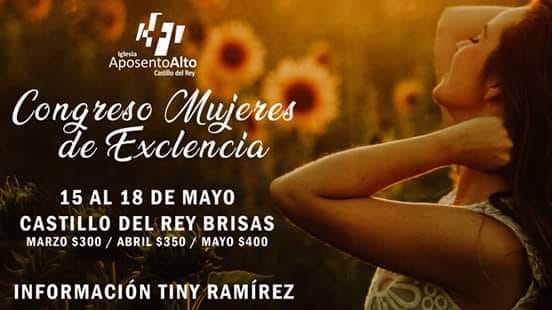 Iglesia
AposentoAlto
Castillo del Rey
Congreso Mujeres
de Exclencia
15 AL 18 DE MAYO
CASTILLO DEL REY BRISAS
MARZO $300 / ABRIL $350 / MAYO $400
INFORMACIÓN TINY RAMÍREZ